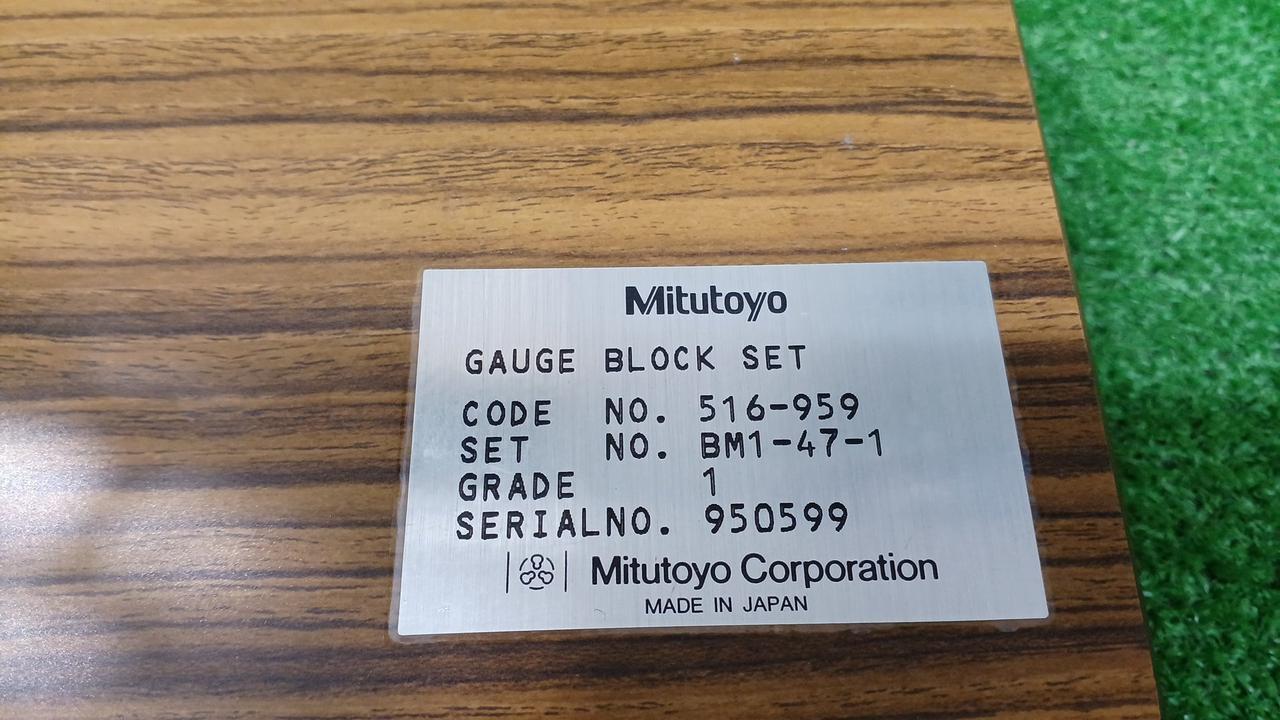 Mitutoyo
GAUGE BLOCK SET
CODE NO. 516-959
SET NO. BM1-47-1
GRADE 1
SERIALNO. 950599
Mitutoyo Corporation
MADE IN JAPAN